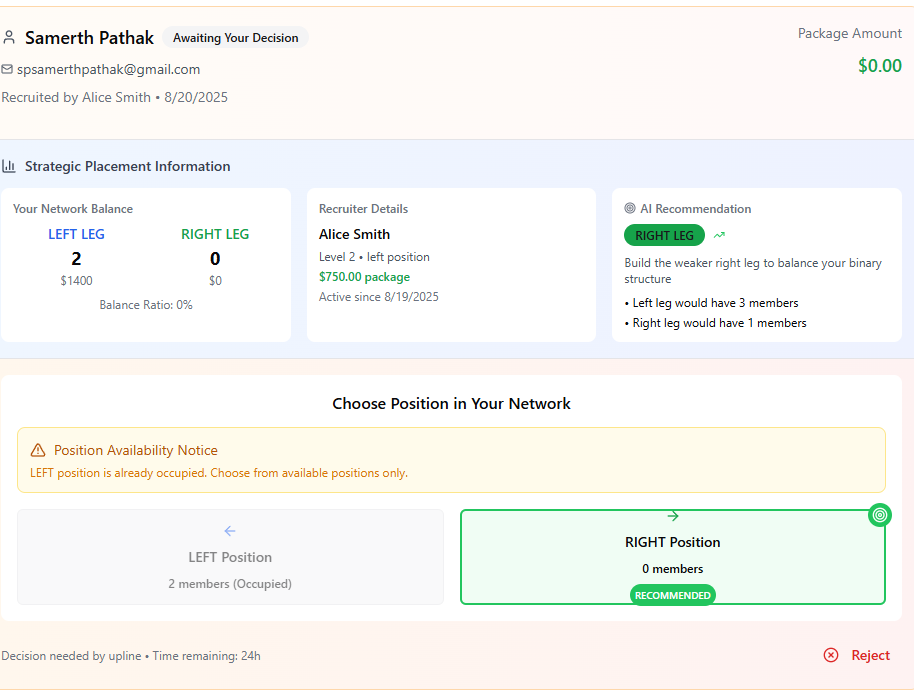 Samerth Pathak Awaiting Your Decision Package Amount
spsamerthpathak@gmail.com $0.00
Recruited by Alice Smith • 8/20/2025
Strategic Placement Information
Your Network Balance
LEFT LEG RIGHT LEG
2 0
$1400 $0
Balance Ratio: 0%
Recruiter Details
Alice Smith
Level 2 • left position
$750.00 package
Active since 8/19/2025
AI Recommendation
RIGHT LEG
Build the weaker right leg to balance your binary
structure
• Left leg would have 3 members
• Right leg would have 1 members
Choose Position in Your Network
Position Availability Notice
LEFT position is already occupied. Choose from available positions only.
LEFT Position
2 members (Occupied)
RIGHT Position
0 members
RECOMMENDED
Decision needed by upline • Time remaining: 24h Reject